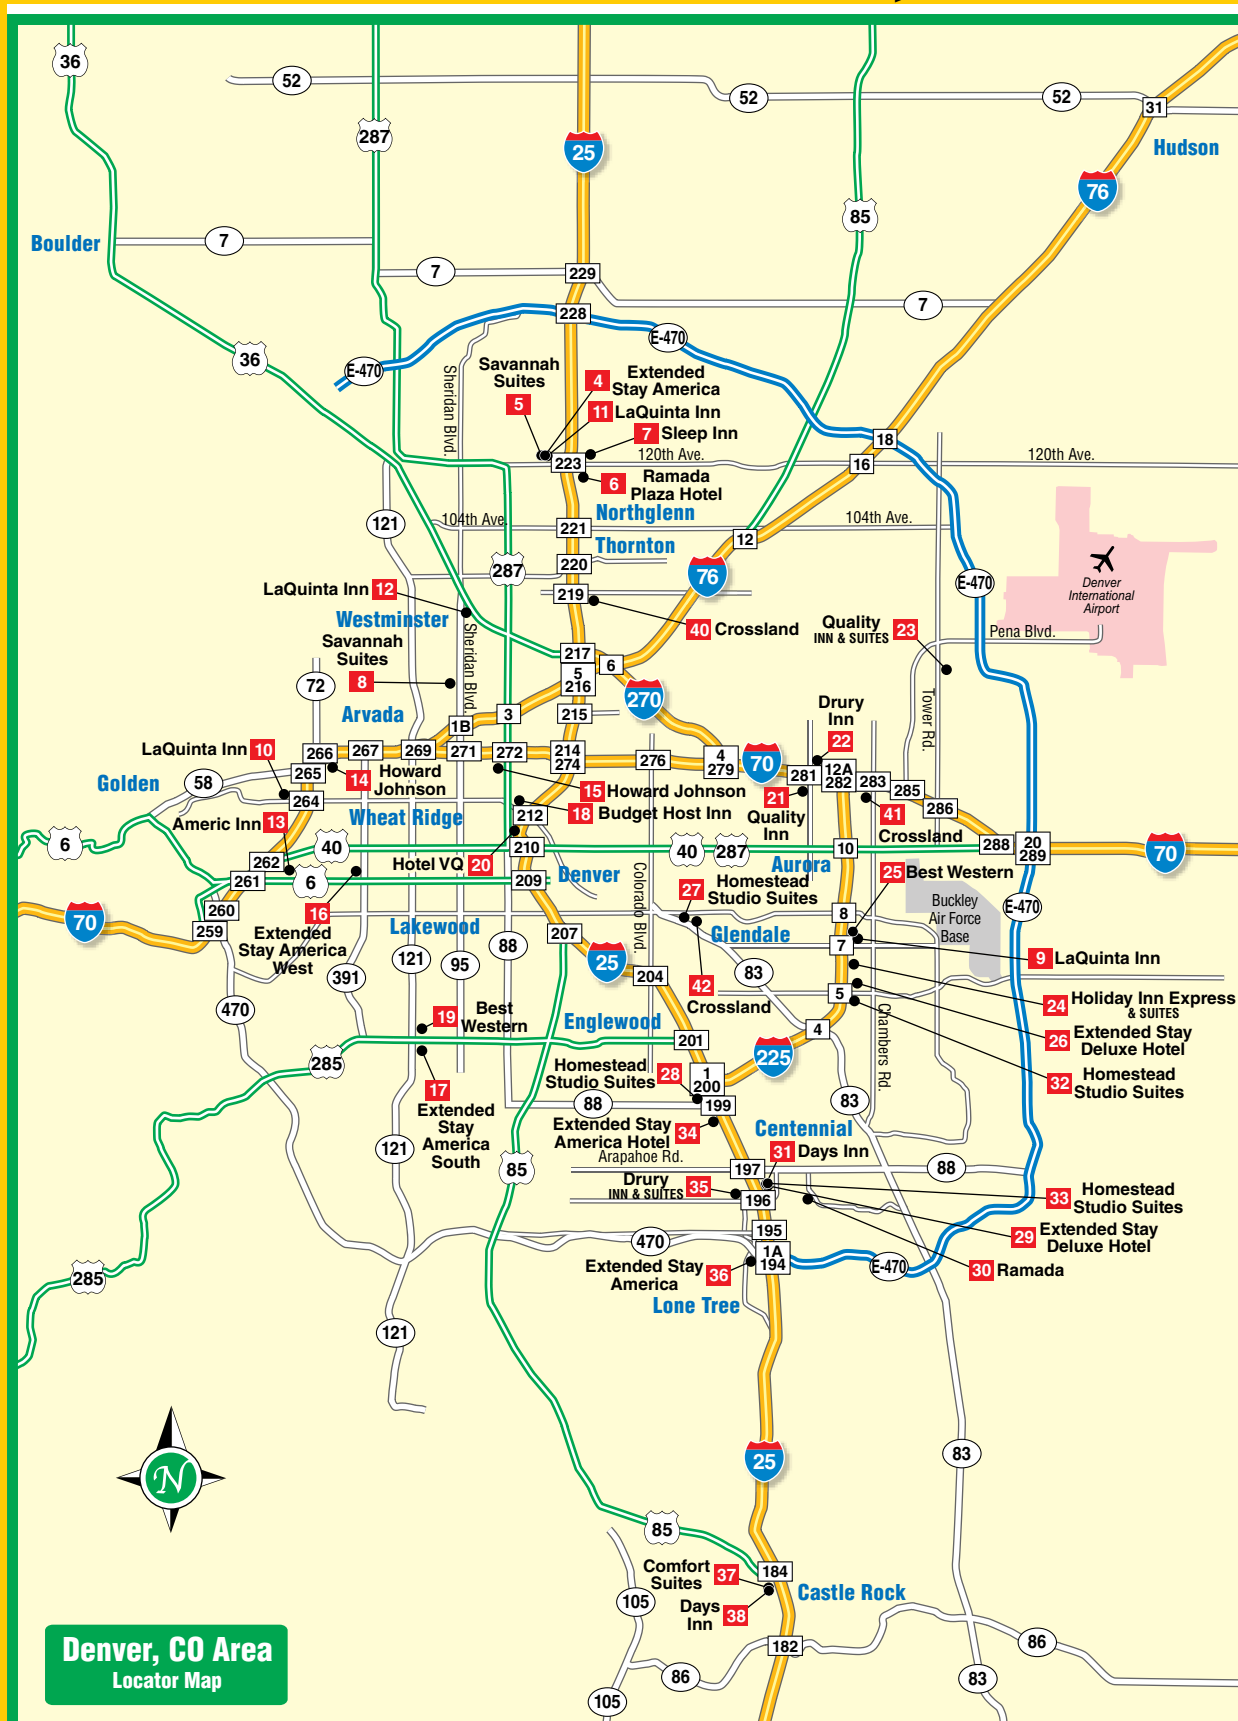 36
52
287
25
52
52
31
Hudson
76
85
Boulder
7
7
229
7
228
E-470
E-470
36
Savannah
Suites
5
4
Extended
Stay America
11
LaQuinta Inn
7
Sleep Inn
Sheridan Blvd.
18
223
120th Ave.
16
120th Ave.
6
Ramada
Plaza Hotel
Northglenn
121
104th Ave.
221
104th Ave.
12
Thornton
220
287
76
E-470
Denver
International
Airport
LaQuinta Inn
12
219
Westminster
40
Crossland
Quality
INN & SUITES
23
Pena Blvd.
Savannah
Suites
8
Sheridan Blvd.
217
6
5
216
72
270
Tower Rd.
Arvada
1B
3
215
Drury
Inn
22
LaQuinta Inn
10
266
267
269
271
272
214
274
276
4
279
70
281
12A
282
283
285
265
14
Howard
Johnson
Golden
58
264
15
Howard Johnson
21
Quality
Inn
41
Crossland
286
Wheat Ridge
18
Budget Host Inn
212
Americ Inn
13
6
40
262
Hotel VQ
20
210
40
287
Aurora
10
288
20
289
70
261
6
209
Denver
Colorado Blvd.
27
Homestead
Studio Suites
25
Best Western
Buckley
Air Force
Base
E-470
260
16
70
259
Extended
Stay America
West
Lakewood
207
Glendale
8
7
88
121
95
391
25
204
83
42
Crossland
9
LaQuinta Inn
5
24
Holiday Inn Express
& SUITES
470
19
Best
Western
Englewood
201
4
Chambers Rd.
26
Extended Stay
Deluxe Hotel
285
225
Homestead
Studio Suites
28
1
200
32
Homestead
Studio Suites
17
Extended
Stay
America
South
88
199
83
Extended Stay
America Hotel
34
Centennial
121
Arapahoe Rd.
31
Days Inn
85
197
88
Drury
INN & SUITES
35
196
33
Homestead
Studio Suites
195
29
Extended Stay
Deluxe Hotel
470
1A
194
E-470
30
Ramada
285
Extended Stay
America
36
Lone Tree
121
N
25
83
85
184
Comfort
Suites
37
Days
Inn
38
Castle Rock
105
182
86
86
83
105
Denver, CO Area
Locator Map